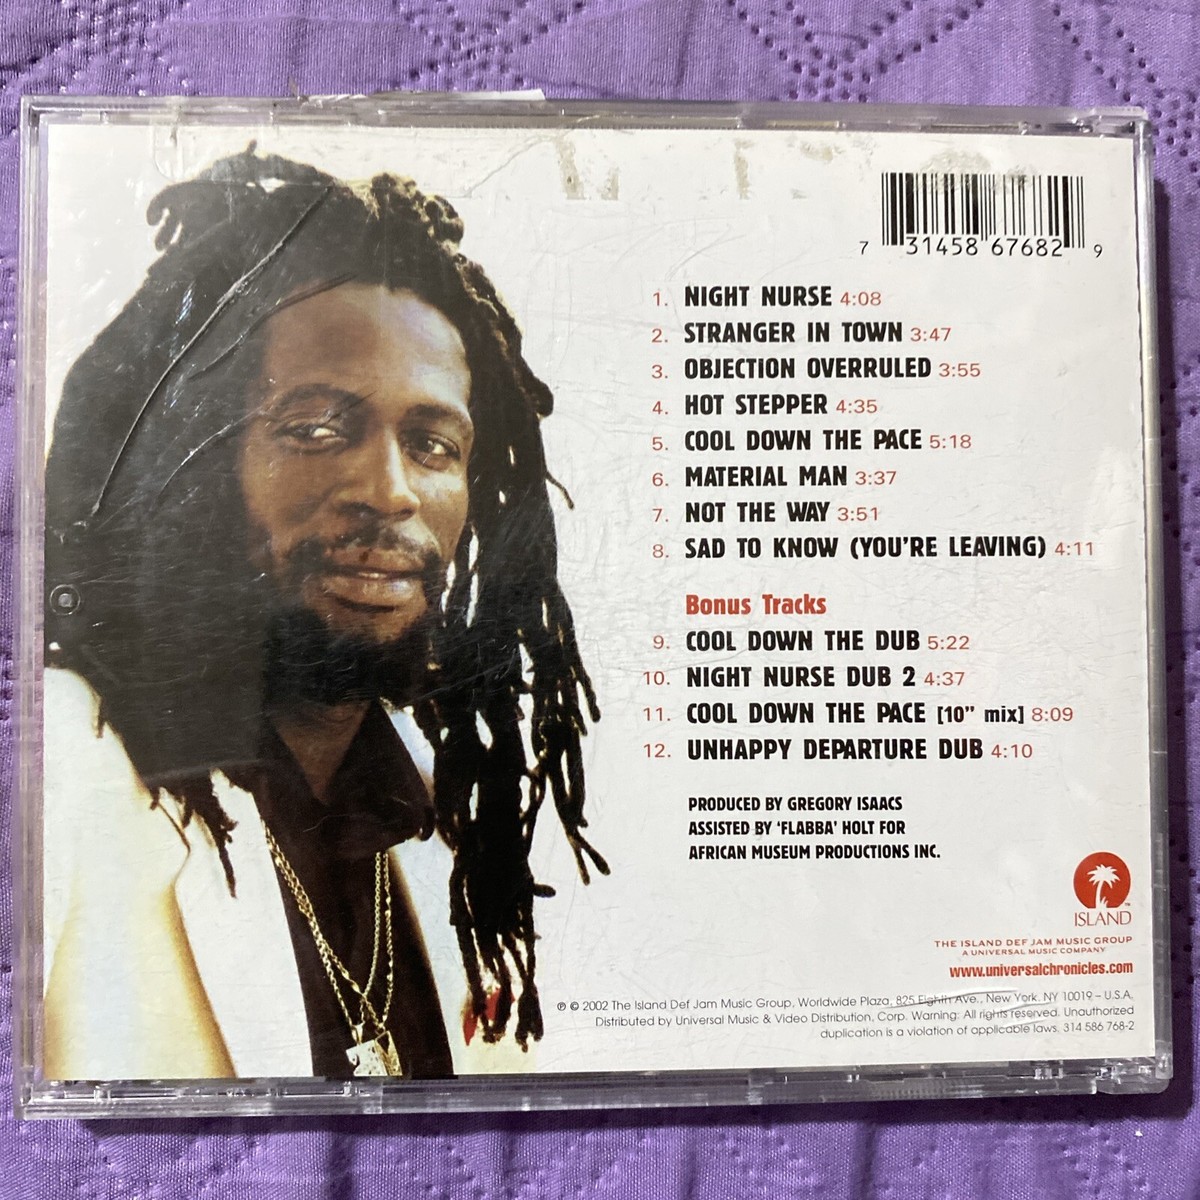 7 31458 67682 9
1. NIGHT NURSE 4:08
2. STRANGER IN TOWN 3:47
3. OBJECTION OVERRULED 3:55
4. HOT STEPPER 4:35
5. COOL DOWN THE PACE 5:18
6. MATERIAL MAN 3:37
7. NOT THE WAY 3:51
8. SAD TO KNOW (YOU'RE LEAVING) 4:11
Bonus Tracks
9. COOL DOWN THE DUB 5:22
10. NIGHT NURSE DUB 2 4:37
11. COOL DOWN THE PACE [10" mix] 8:09
12. UNHAPPY DEPARTURE DUB 4:10
PRODUCED BY GREGORY ISAACS
ASSISTED BY 'FLABBA' HOLT FOR
AFRICAN MUSEUM PRODUCTIONS INC.
ISLAND™
THE ISLAND DEF JAM MUSIC GROUP
A UNIVERSAL MUSIC COMPANY
www.universalchronicles.com
℗ © 2002 The Island Def Jam Music Group, Worldwide Plaza, 825 Eighth Ave., New York, NY 10019 – U.S.A.
Distributed by Universal Music & Video Distribution, Corp. Warning: All rights reserved. Unauthorized
duplication is a violation of applicable laws. 314 586 768-2